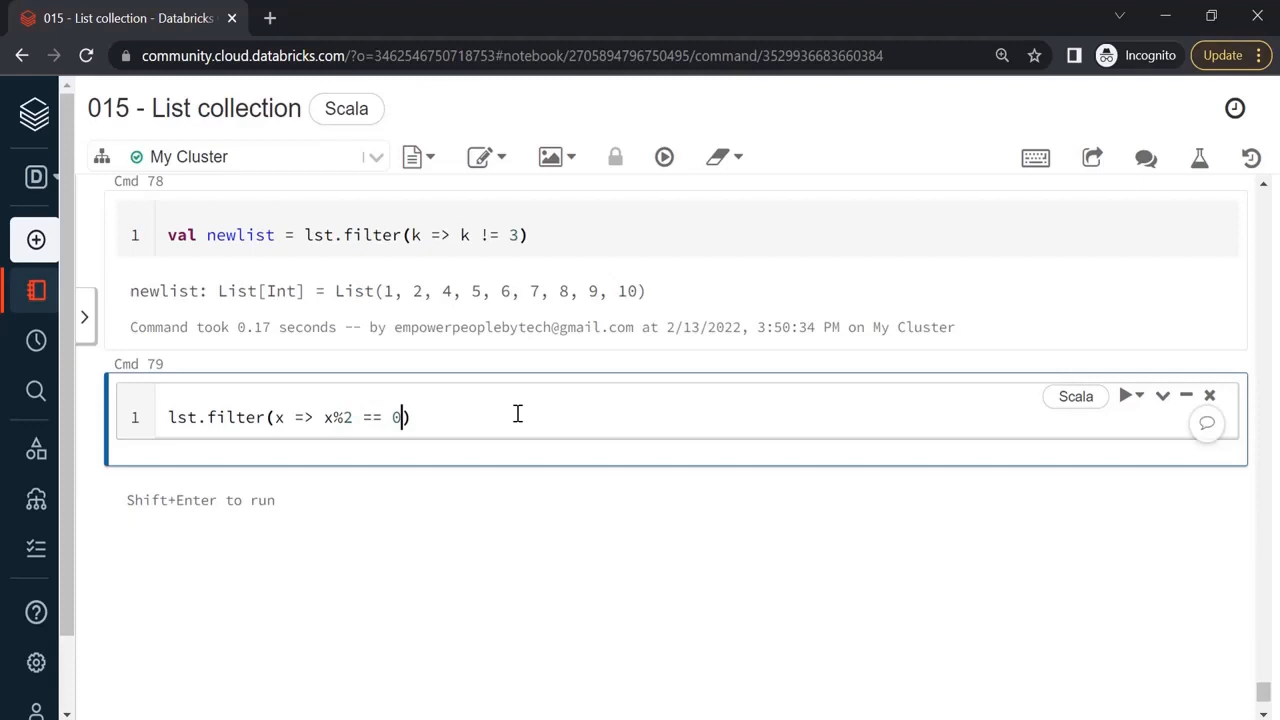 015 - List collection - Databricks
community.cloud.databricks.com/?o=3462546750718753#notebook/2705894796750495/command/3529936683660384
Incognito
Update
015 - List collection
Scala
D
My Cluster
Cmd 78
1 val newlist = lst.filter(k => k != 3)
newlist: List[Int] = List(1, 2, 4, 5, 6, 7, 8, 9, 10)
Command took 0.17 seconds -- by empowerpeoplebytech@gmail.com at 2/13/2022, 3:50:34 PM on My Cluster
Cmd 79
Scala
1 lst.filter(x => x%2 == 0)
Shift+Enter to run